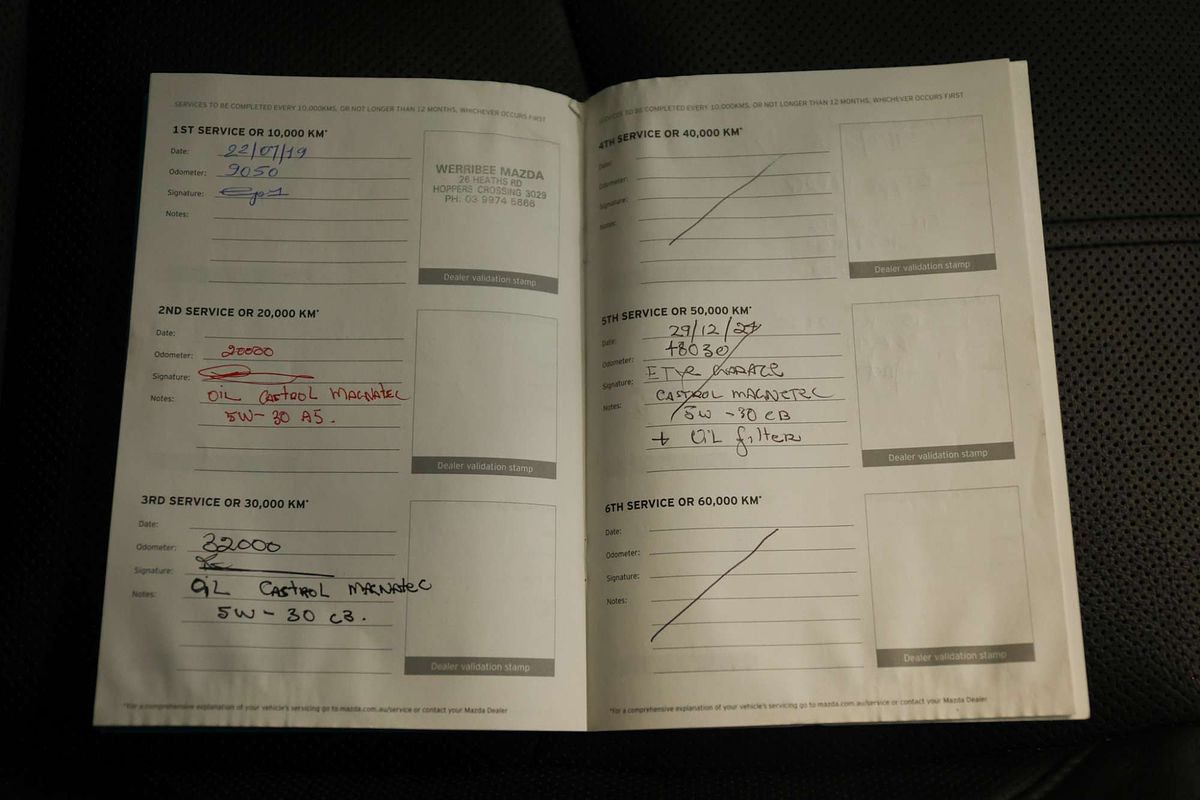 SERVICES TO BE COMPLETED EVERY 10,000KMS, OR NOT LONGER THAN 12 MONTHS, WHICHEVER OCCURS FIRST
1ST SERVICE OR 10,000 KM*
Date: 22/07/19
Odometer: 9050
Signature:
Notes:
WERRIBEE MAZDA
26 HEATHS RD
HOPPERS CROSSING 3029
PH: 03 9974 5866
Dealer validation stamp
2ND SERVICE OR 20,000 KM*
Date:
Odometer: 20000
Signature:
Notes: OIL CASTROL MAGNATEC
5W-30 A5.
Dealer validation stamp
3RD SERVICE OR 30,000 KM*
Date:
Odometer: 32000
Signature:
Notes: OIL CASTROL MAGNATEC
5W-30 C3.
Dealer validation stamp
*For a comprehensive explanation of your vehicle's servicing go to mazda.com.au/service or contact your Mazda Dealer
SERVICES TO BE COMPLETED EVERY 10,000KMS, OR NOT LONGER THAN 12 MONTHS, WHICHEVER OCCURS FIRST
4TH SERVICE OR 40,000 KM*
Date:
Odometer:
Signature:
Notes:
Dealer validation stamp
5TH SERVICE OR 50,000 KM*
Date: 29/12/
Odometer: 48030
Signature:
Notes: CASTROL MAGNETEC
5W-30
+ OIL filter
Dealer validation stamp
6TH SERVICE OR 60,000 KM*
Date:
Odometer:
Signature:
Notes:
Dealer validation stamp
*For a comprehensive explanation of your vehicle's servicing go to mazda.com.au/service or contact your Mazda Dealer